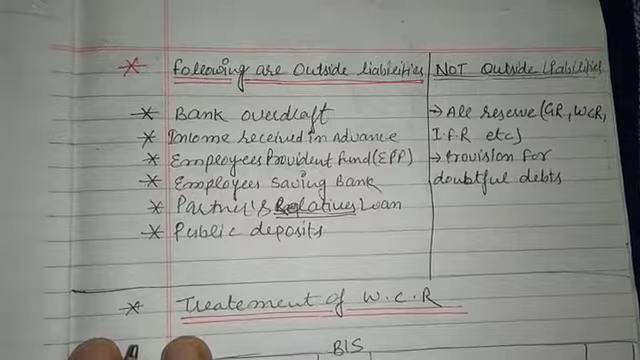 * Following are Outside liabilities
NOT Outside liabilities
* Bank overdraft
→ All reserve (GR, WCR,
* Income received in advance
I.F.R etc)
* Employees Provident Fund (EPF)
→ Provision for
* Employees Saving Bank
doubtful debts
* Partner's Relatives Loan
* Public deposits
* Treatement of W.C.R
B/S